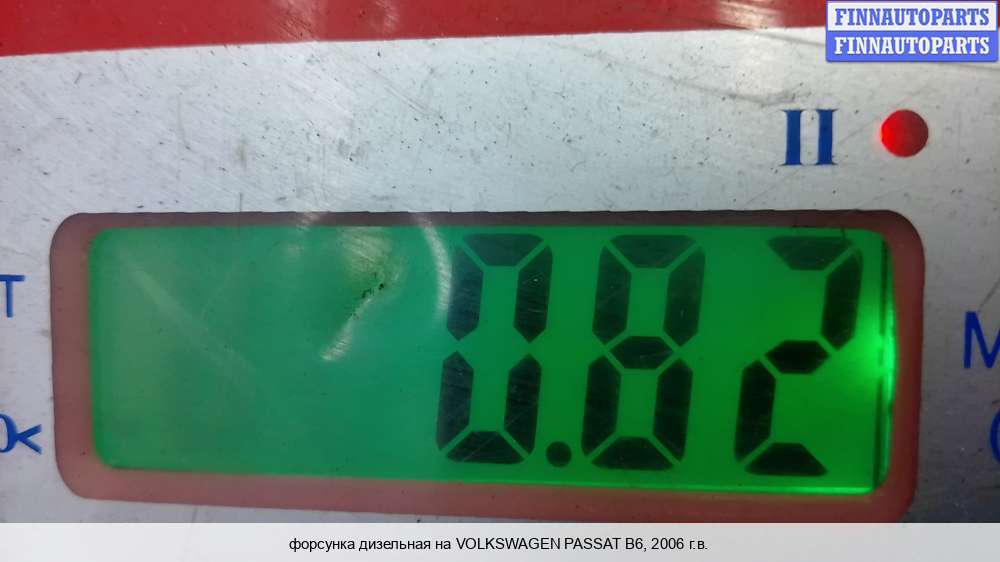 FINNAUTOPARTS
FINNAUTOPARTS
II
0.82
форсунка дизельная на VOLKSWAGEN PASSAT B6, 2006 г.в.